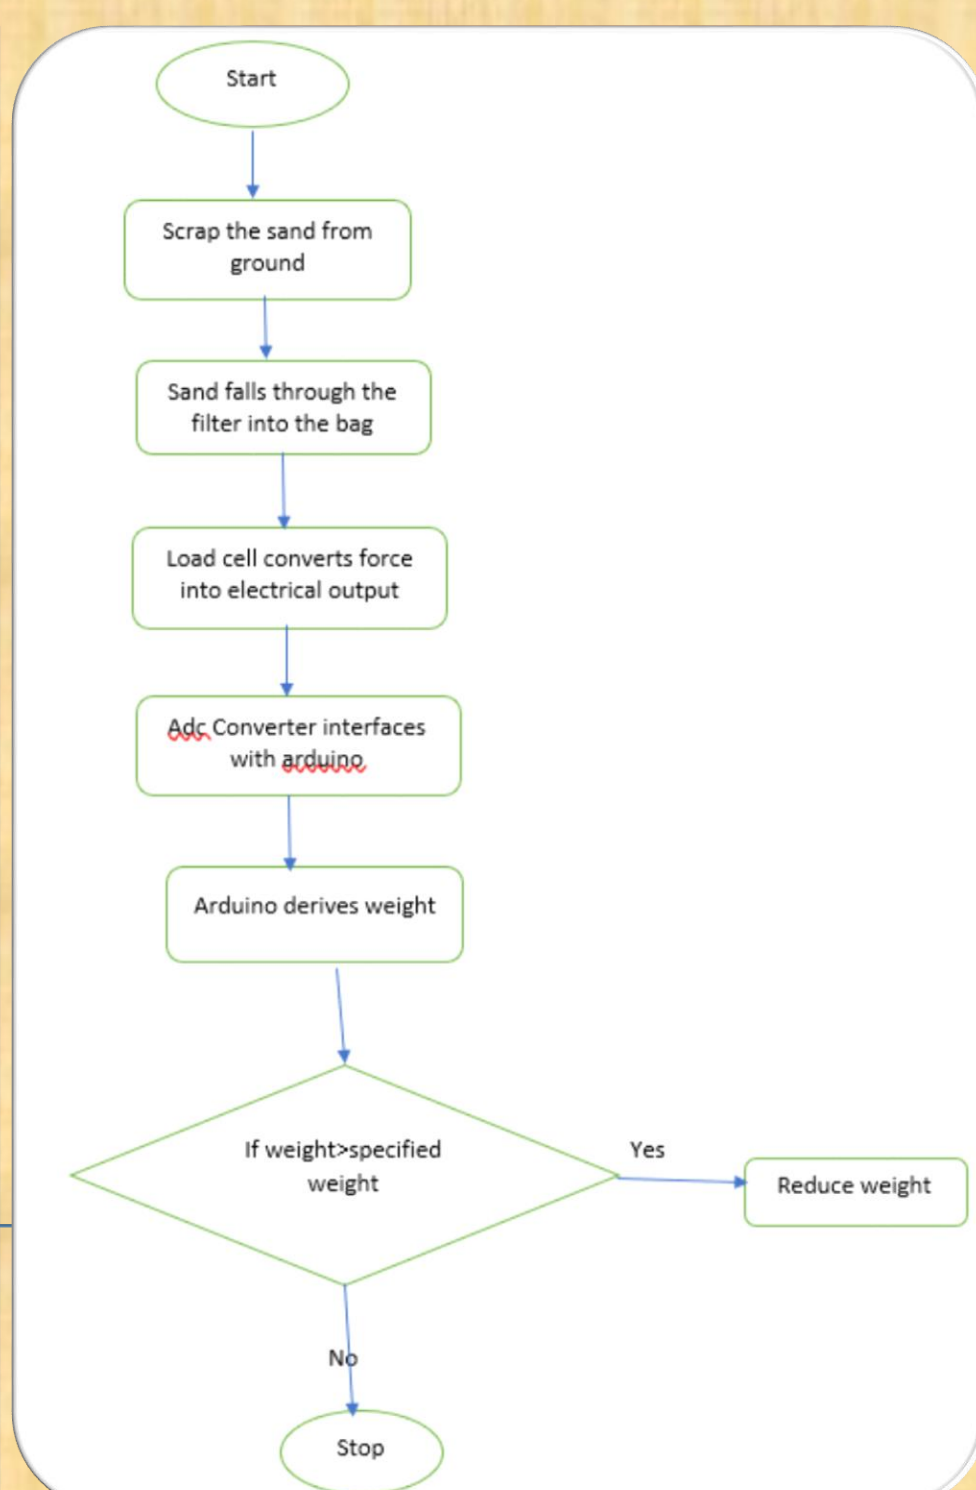 Start
Scrap the sand from
ground
Sand falls through the
filter into the bag
Load cell converts force
into electrical output
Adc Converter interfaces
with arduino
Arduino derives weight
If weight>specified
weight
Yes
Reduce weight
No
Stop